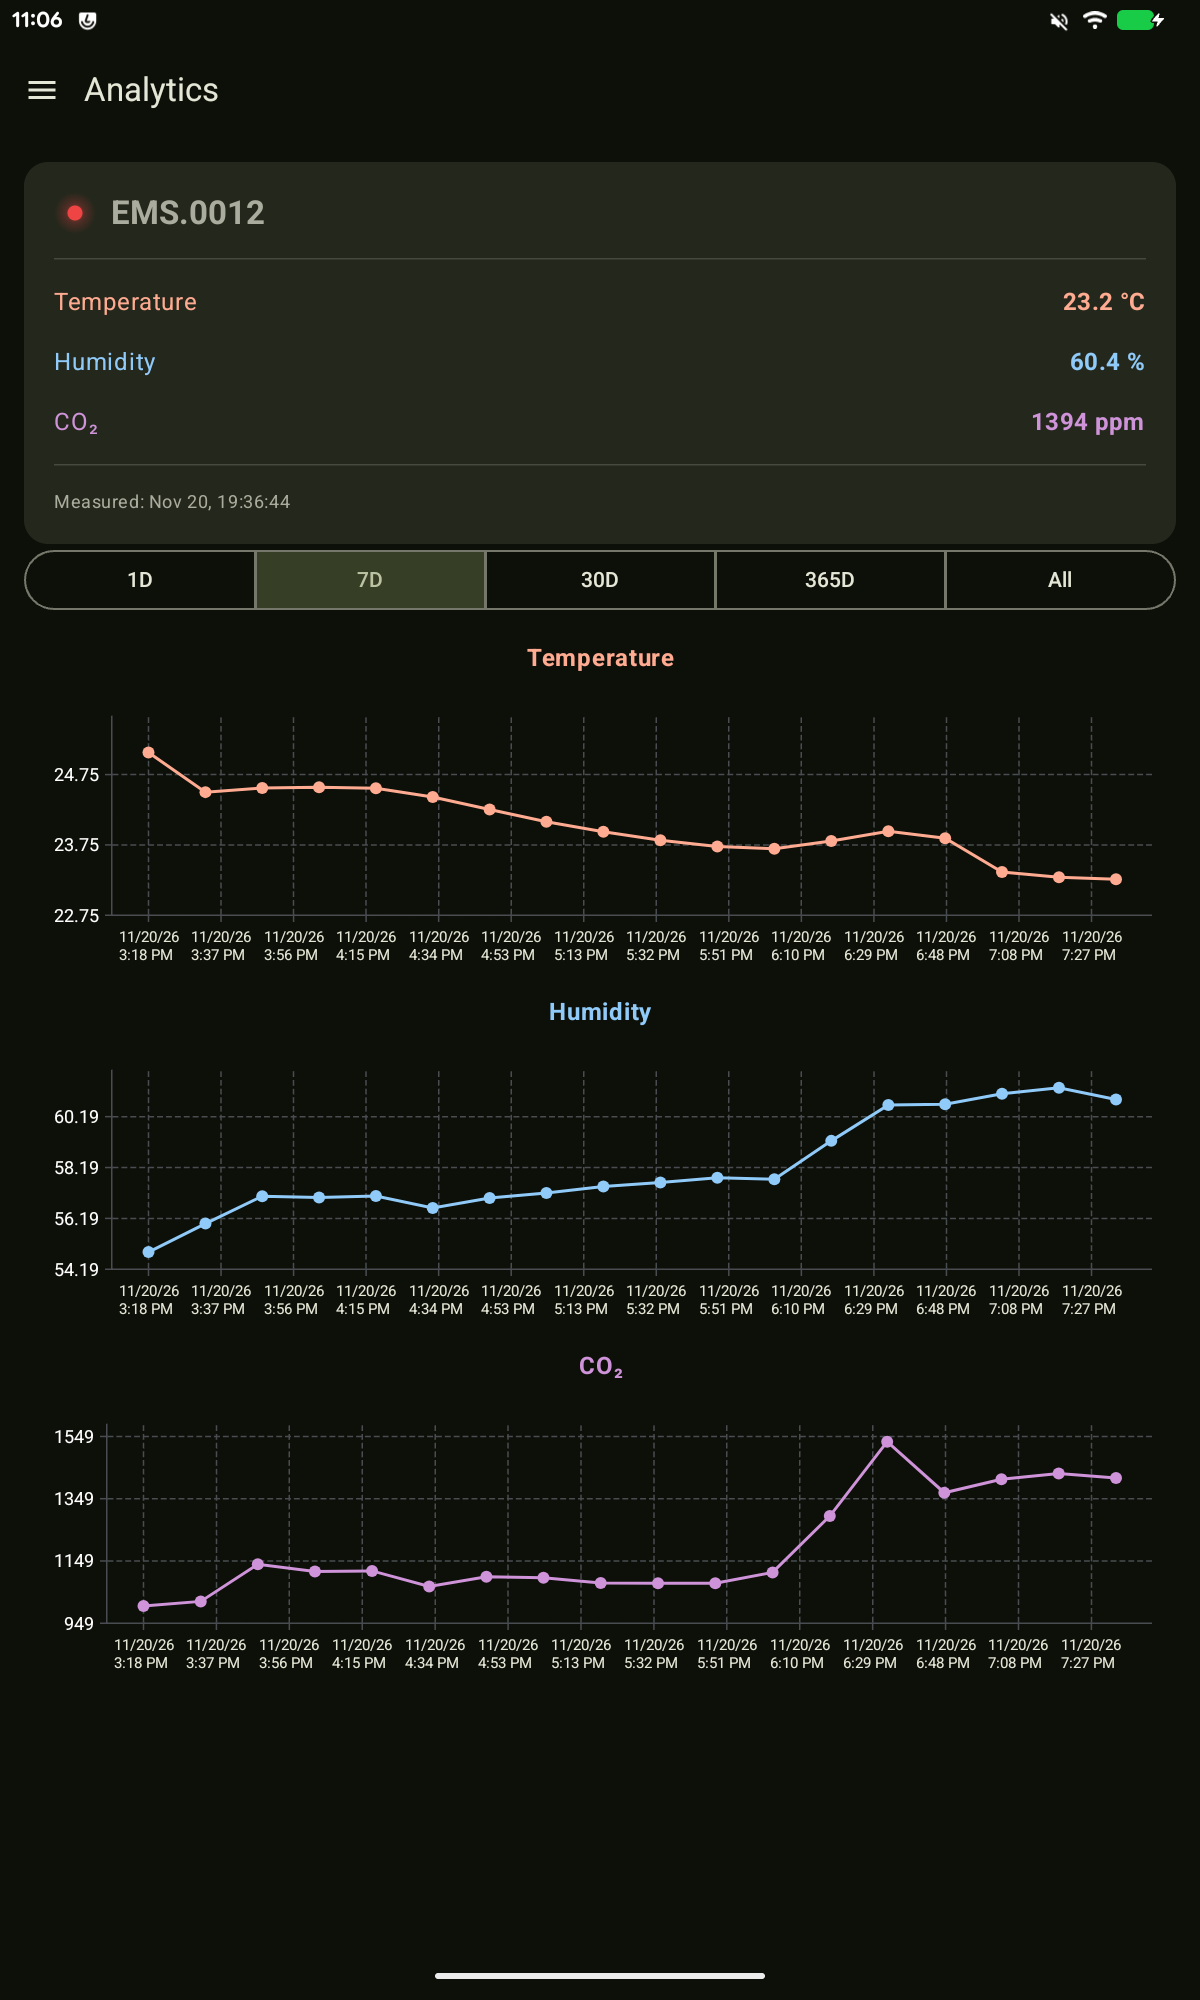 11:06
Analytics
EMS.0012
Temperature 23.2 °C
Humidity 60.4 %
CO₂ 1394 ppm
Measured: Nov 20, 19:36:44
1D 7D 30D 365D All
Temperature
24.75
23.75
22.75
11/20/26 11/20/26 11/20/26 11/20/26 11/20/26 11/20/26 11/20/26 11/20/26 11/20/26 11/20/26 11/20/26 11/20/26 11/20/26 11/20/26
3:18 PM 3:37 PM 3:56 PM 4:15 PM 4:34 PM 4:53 PM 5:13 PM 5:32 PM 5:51 PM 6:10 PM 6:29 PM 6:48 PM 7:08 PM 7:27 PM
Humidity
60.19
58.19
56.19
54.19
11/20/26 11/20/26 11/20/26 11/20/26 11/20/26 11/20/26 11/20/26 11/20/26 11/20/26 11/20/26 11/20/26 11/20/26 11/20/26 11/20/26
3:18 PM 3:37 PM 3:56 PM 4:15 PM 4:34 PM 4:53 PM 5:13 PM 5:32 PM 5:51 PM 6:10 PM 6:29 PM 6:48 PM 7:08 PM 7:27 PM
CO₂
1549
1349
1149
949
11/20/26 11/20/26 11/20/26 11/20/26 11/20/26 11/20/26 11/20/26 11/20/26 11/20/26 11/20/26 11/20/26 11/20/26 11/20/26 11/20/26
3:18 PM 3:37 PM 3:56 PM 4:15 PM 4:34 PM 4:53 PM 5:13 PM 5:32 PM 5:51 PM 6:10 PM 6:29 PM 6:48 PM 7:08 PM 7:27 PM